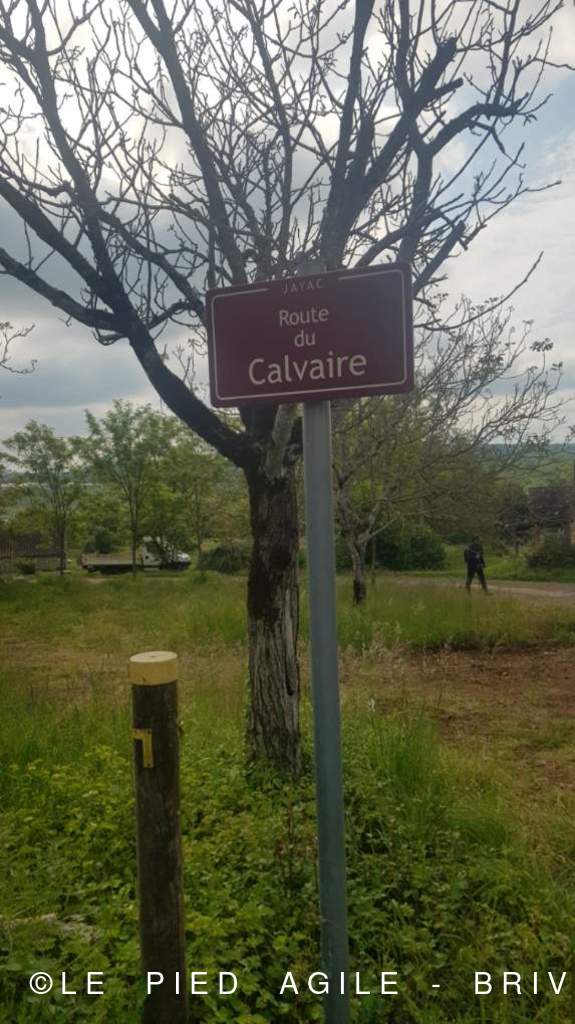 JAYAC
Route
du
Calvaire
©LE PIED AGILE - BRIV